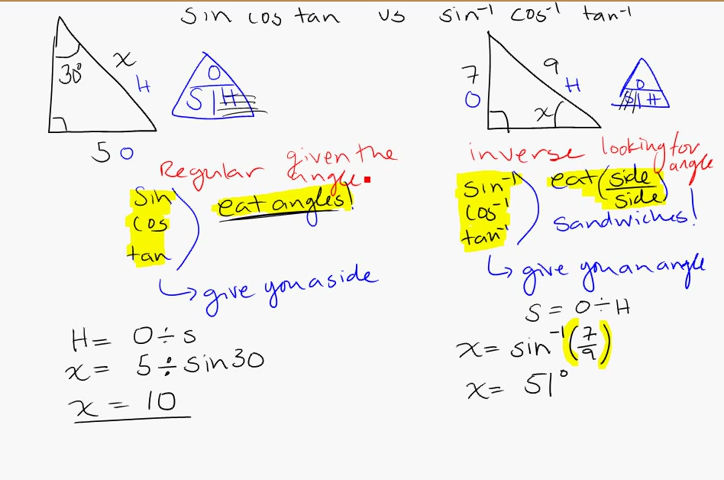 sin cos tan vs sin⁻¹ cos⁻¹ tan⁻¹
30°
x
H
5 O
O
S H
Regular given the
angle.
Sin
cos
tan
eat angles!
give you a side
H = O ÷ s
x = 5 ÷ sin 30
x = 10
7
O
9
H
x
O
S H
inverse looking for
angle
sin⁻¹
cos⁻¹
tan⁻¹
eat (side/side)
sandwiches!
give you an angle
s = O ÷ H
x = sin⁻¹(7/9)
x = 51°